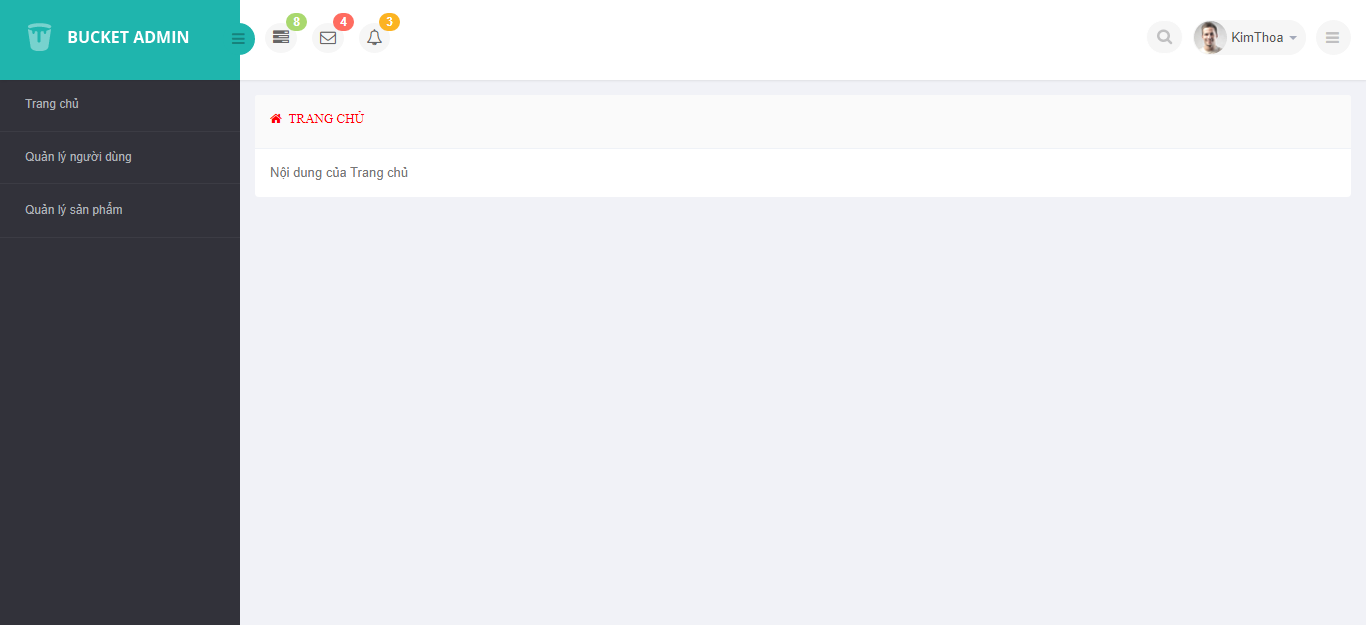 BUCKET ADMIN
8
4
3
KimThoa
Trang chủ
Quản lý người dùng
Quản lý sản phẩm
TRANG CHỦ
Nội dung của Trang chủ